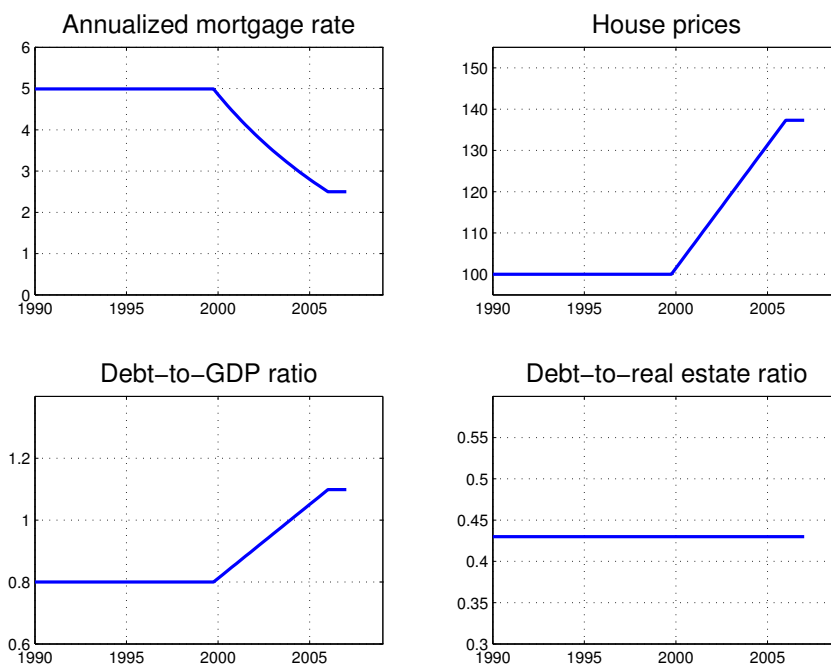 Annualized mortgage rate
6
5
4
3
2
1
0
1990 1995 2000 2005
House prices
150
140
130
120
110
100
1990 1995 2000 2005
Debt−to−GDP ratio
1.2
1
0.8
0.6
1990 1995 2000 2005
Debt−to−real estate ratio
0.55
0.5
0.45
0.4
0.35
0.3
1990 1995 2000 2005